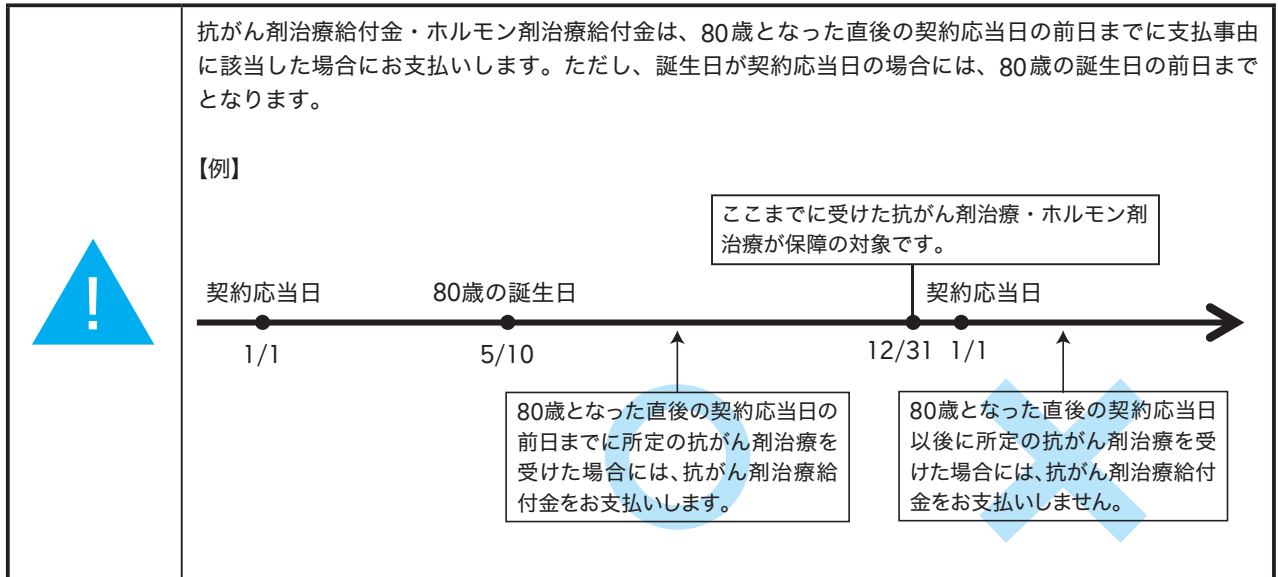 抗がん剤治療給付金・ホルモン剤治療給付金は、80歳となった直後の契約応当日の前日までに支払事由
に該当した場合にお支払いします。ただし、誕生日が契約応当日の場合には、80歳の誕生日の前日まで
となります。
【例】
ここまでに受けた抗がん剤治療・ホルモン剤
治療が保障の対象です。
契約応当日
80歳の誕生日
契約応当日
1/1
5/10
12/31
1/1
80歳となった直後の契約応当日の
前日までに所定の抗がん剤治療を
受けた場合には、抗がん剤治療給
付金をお支払いします。
80歳となった直後の契約応当日
以後に所定の抗がん剤治療を受
けた場合には、抗がん剤治療給付
金をお支払いしません。
!